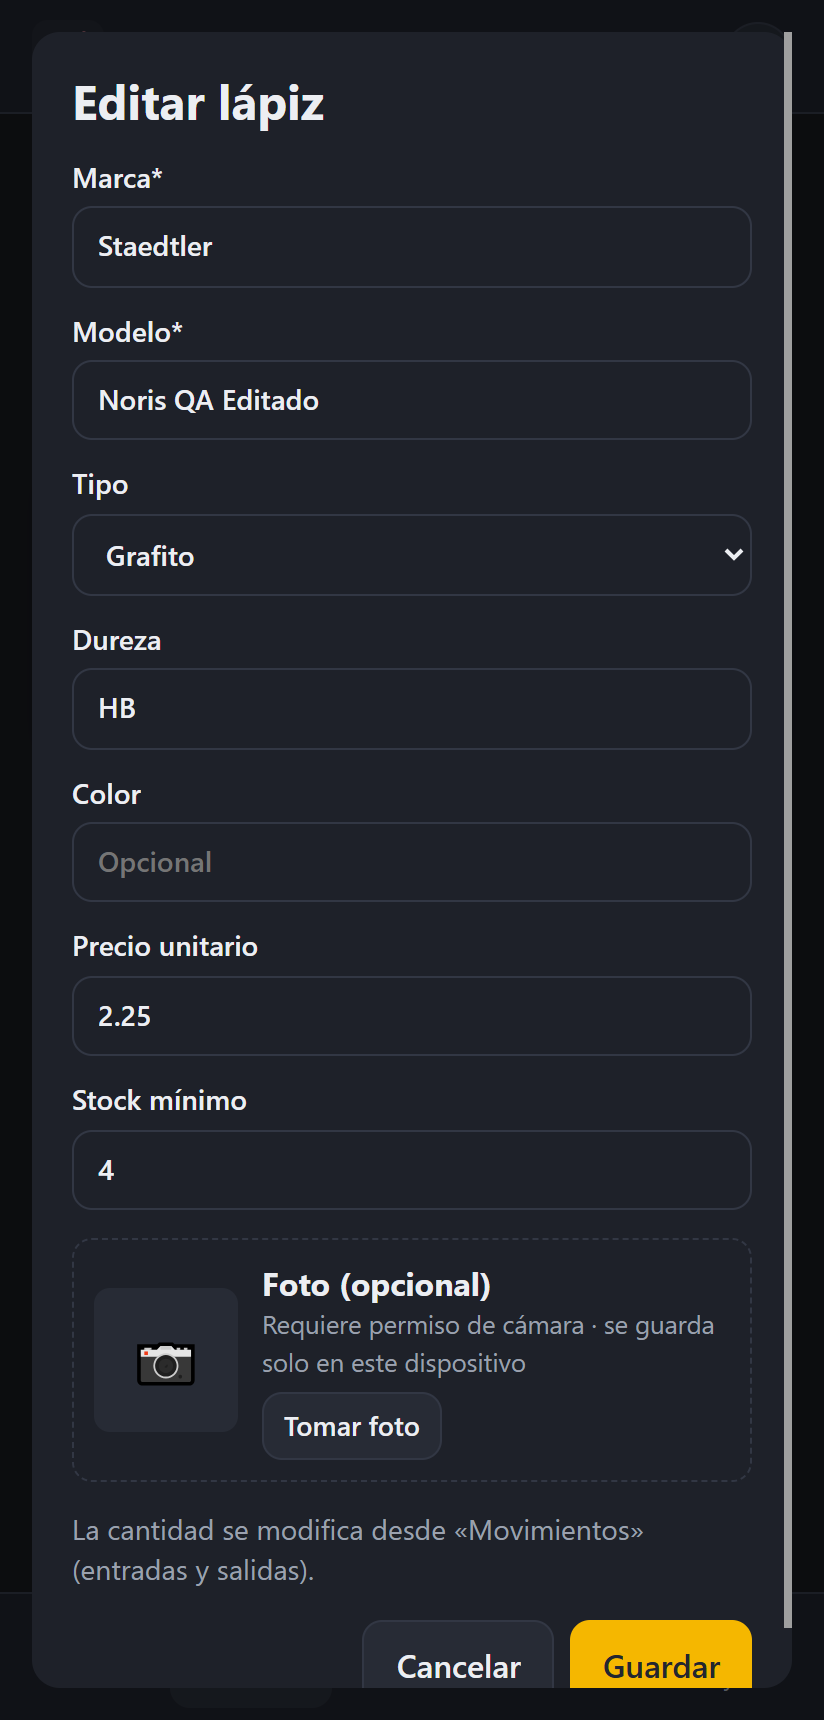 Editar lápiz
Marca*
Staedtler
Modelo*
Noris QA Editado
Tipo
Grafito
Dureza
HB
Color
Opcional
Precio unitario
2.25
Stock mínimo
4
Foto (opcional)
Requiere permiso de cámara · se guarda
solo en este dispositivo
Tomar foto
La cantidad se modifica desde «Movimientos»
(entradas y salidas).
Cancelar
Guardar